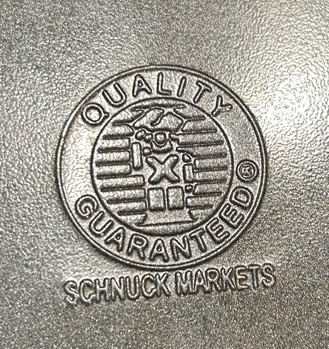 QUALITY
GUARANTEED
®
SCHNUCK MARKETS